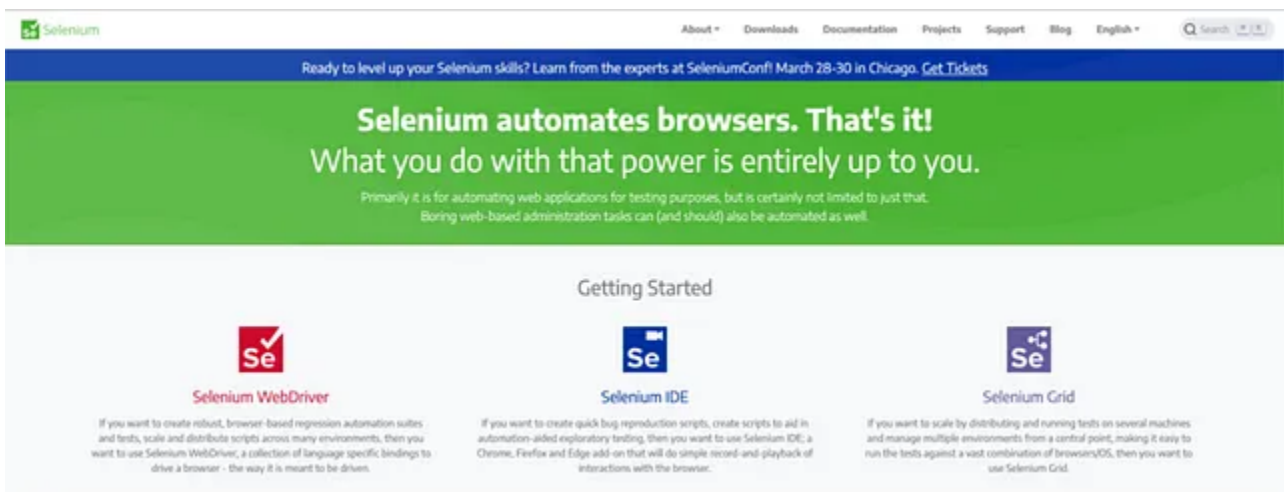 Selenium
About Downloads Documentation Projects Support Blog English Search
Ready to level up your Selenium skills? Learn from the experts at SeleniumConf! March 28-30 in Chicago. Get Tickets
Selenium automates browsers. That's it!
What you do with that power is entirely up to you.
Primarily it is for automating web applications for testing purposes, but is certainly not limited to just that.
Boring web-based administration tasks can (and should) also be automated as well.
Getting Started
Se Se Se
Selenium WebDriver
If you want to create robust, browser-based regression automation suites
and tests, scale and distribute scripts across many environments, then you
want to use Selenium WebDriver, a collection of language specific bindings to
drive a browser - the way it is meant to be driven.
Selenium IDE
If you want to create quick bug reproduction scripts, create scripts to aid in
automation-aided exploratory testing, then you want to use Selenium IDE; a
Chrome, Firefox and Edge add-on that will do simple record-and-playback of
interactions with the browser.
Selenium Grid
If you want to scale by distributing and running tests on several machines
and manage multiple environments from a central point, making it easy to
run the tests against a vast combination of browsers/OS, then you want to
use Selenium Grid.